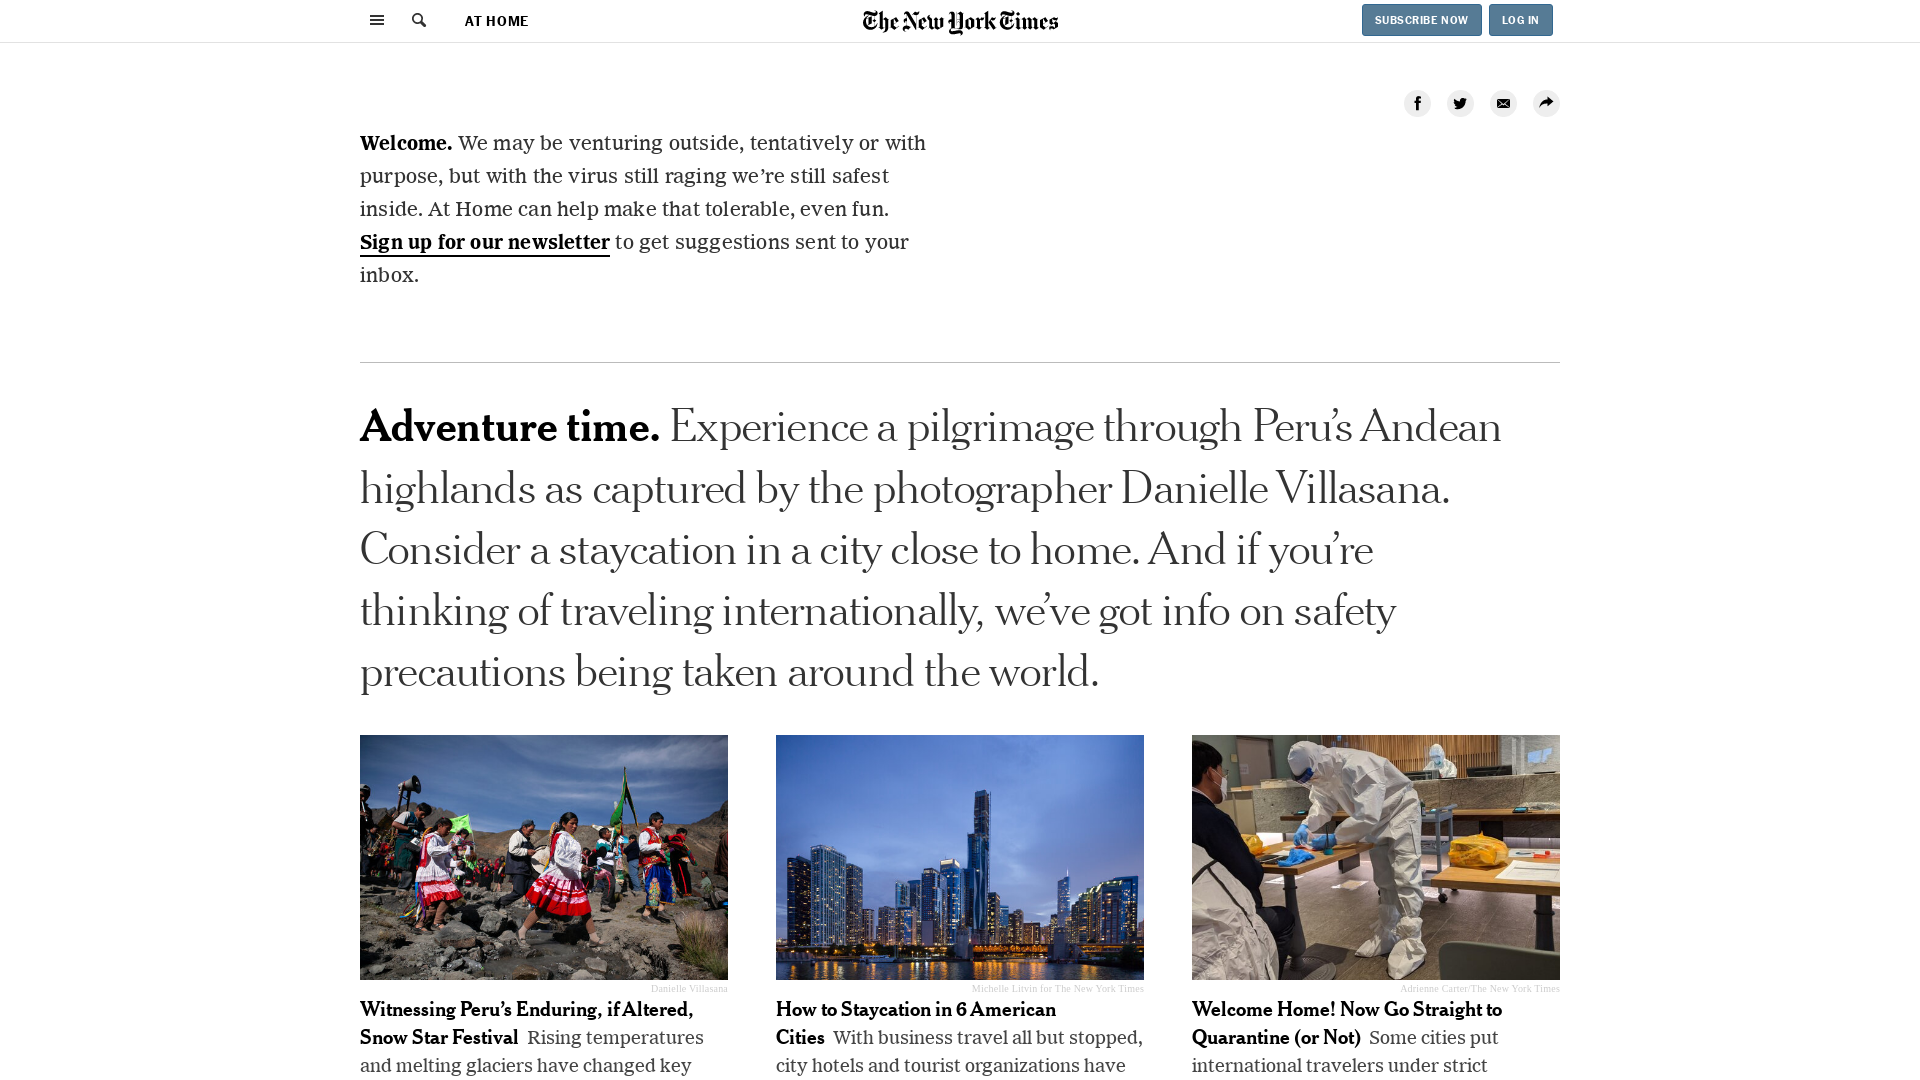 AT HOME
The New York Times
SUBSCRIBE NOW
LOG IN
Welcome. We may be venturing outside, tentatively or with
purpose, but with the virus still raging we’re still safest
inside. At Home can help make that tolerable, even fun.
Sign up for our newsletter to get suggestions sent to your
inbox.
Adventure time. Experience a pilgrimage through Peru’s Andean
highlands as captured by the photographer Danielle Villasana.
Consider a staycation in a city close to home. And if you’re
thinking of traveling internationally, we’ve got info on safety
precautions being taken around the world.
Danielle Villasana
Witnessing Peru’s Enduring, if Altered,
Snow Star Festival Rising temperatures
and melting glaciers have changed key
Michelle Litvin for The New York Times
How to Staycation in 6 American
Cities With business travel all but stopped,
city hotels and tourist organizations have
Adrienne Carter/The New York Times
Welcome Home! Now Go Straight to
Quarantine (or Not) Some cities put
international travelers under strict